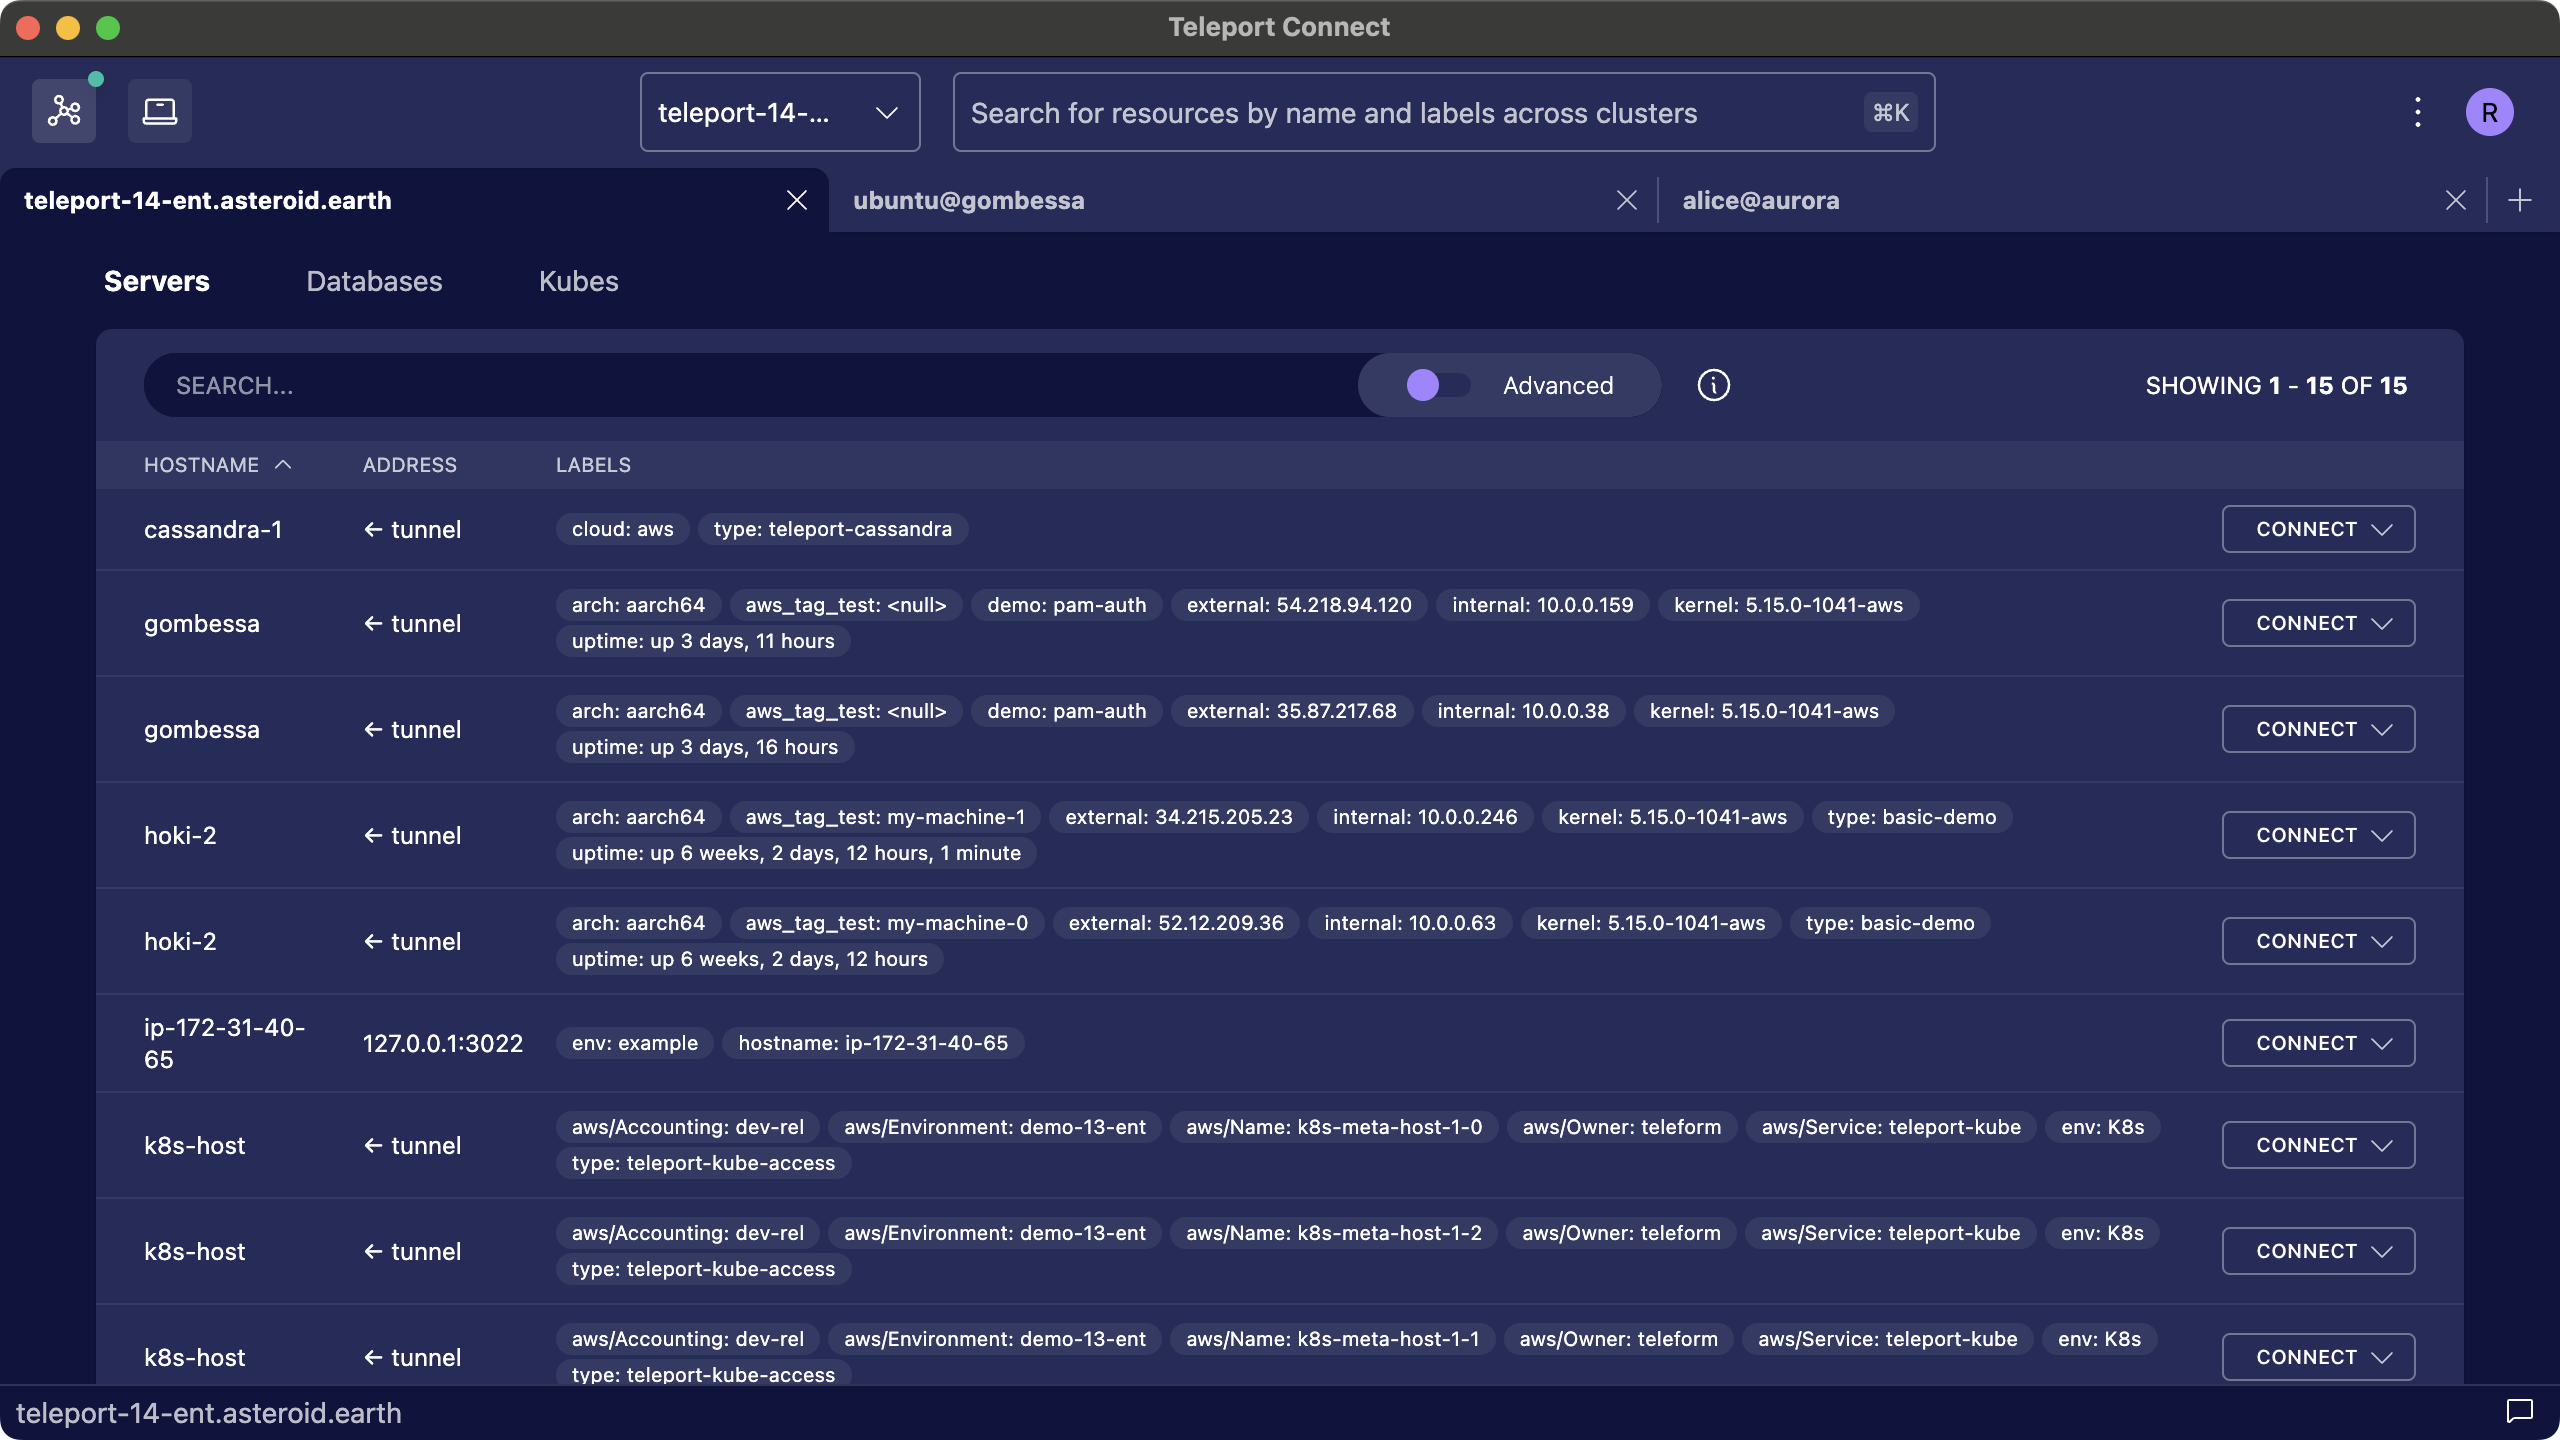 Teleport Connect
teleport-14-...
Search for resources by name and labels across clusters ⌘K
R
teleport-14-ent.asteroid.earth
ubuntu@gombessa
alice@aurora
Servers Databases Kubes
SEARCH...
Advanced
SHOWING 1 - 15 OF 15
HOSTNAME ADDRESS LABELS
cassandra-1 ← tunnel cloud: aws type: teleport-cassandra CONNECT
gombessa ← tunnel arch: aarch64 aws_tag_test: <null> demo: pam-auth external: 54.218.94.120 internal: 10.0.0.159 kernel: 5.15.0-1041-aws CONNECT
uptime: up 3 days, 11 hours
gombessa ← tunnel arch: aarch64 aws_tag_test: <null> demo: pam-auth external: 35.87.217.68 internal: 10.0.0.38 kernel: 5.15.0-1041-aws CONNECT
uptime: up 3 days, 16 hours
hoki-2 ← tunnel arch: aarch64 aws_tag_test: my-machine-1 external: 34.215.205.23 internal: 10.0.0.246 kernel: 5.15.0-1041-aws type: basic-demo CONNECT
uptime: up 6 weeks, 2 days, 12 hours, 1 minute
hoki-2 ← tunnel arch: aarch64 aws_tag_test: my-machine-0 external: 52.12.209.36 internal: 10.0.0.63 kernel: 5.15.0-1041-aws type: basic-demo CONNECT
uptime: up 6 weeks, 2 days, 12 hours
ip-172-31-40-
65
127.0.0.1:3022 env: example hostname: ip-172-31-40-65 CONNECT
k8s-host ← tunnel aws/Accounting: dev-rel aws/Environment: demo-13-ent aws/Name: k8s-meta-host-1-0 aws/Owner: teleform aws/Service: teleport-kube env: K8s CONNECT
type: teleport-kube-access
k8s-host ← tunnel aws/Accounting: dev-rel aws/Environment: demo-13-ent aws/Name: k8s-meta-host-1-2 aws/Owner: teleform aws/Service: teleport-kube env: K8s CONNECT
type: teleport-kube-access
k8s-host ← tunnel aws/Accounting: dev-rel aws/Environment: demo-13-ent aws/Name: k8s-meta-host-1-1 aws/Owner: teleform aws/Service: teleport-kube env: K8s CONNECT
type: teleport-kube-access
teleport-14-ent.asteroid.earth